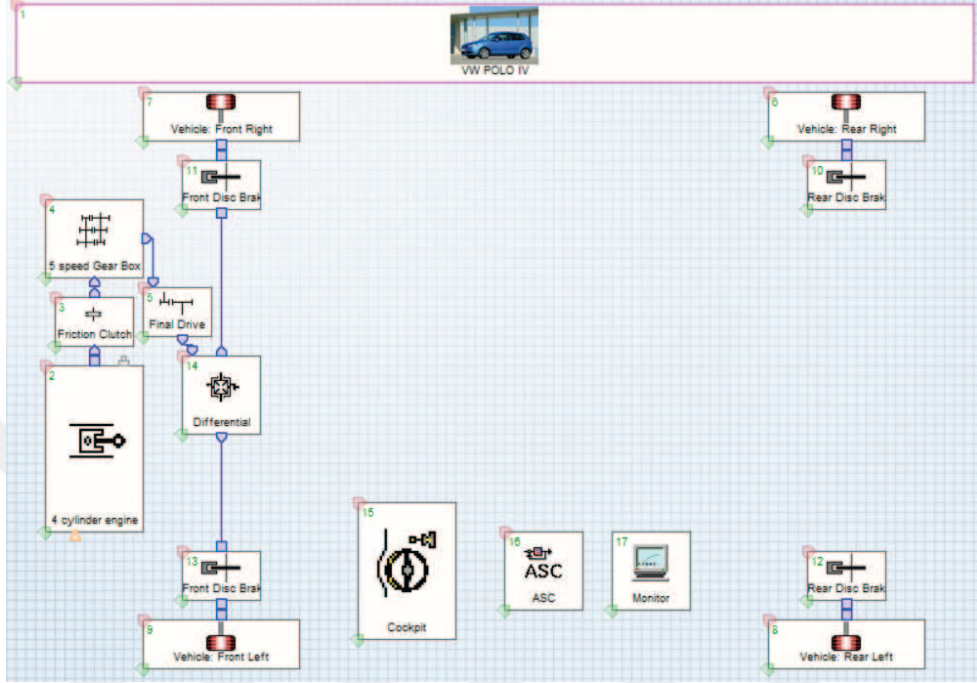 1
VW POLO IV
7
Vehicle: Front Right
6
Vehicle: Rear Right
11
Front Disc Brak
10
Rear Disc Brak
4
5 speed Gear Box
3
Friction Clutch
5
Final Drive
2
4 cylinder engine
14
Differential
15
Cockpit
16
ASC
ASC
17
Monitor
13
Front Disc Brak
12
Rear Disc Brak
9
Vehicle: Front Left
8
Vehicle: Rear Left